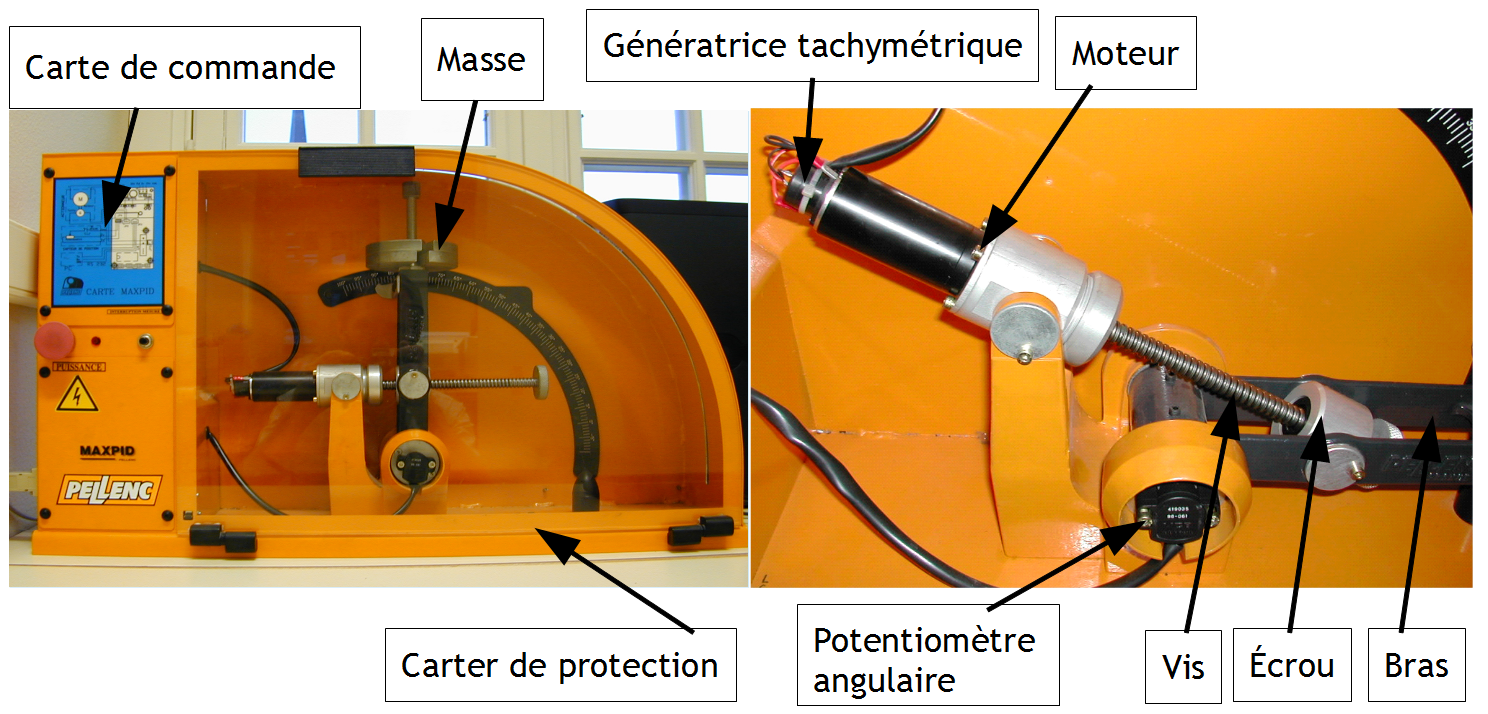 Carte de commande
Masse
Génératrice tachymétrique
Moteur
CARTE MAXPID
PUISSANCE
MAXPID
PELLENC
Carter de protection
Potentiomètre
angulaire
Vis
Écrou
Bras